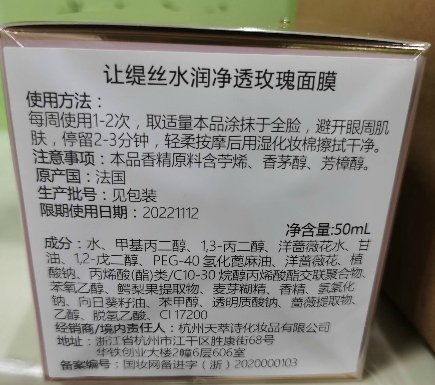 让缇丝水润净透玫瑰面膜
使用方法：
每周使用1-2次，取适量本品涂抹于全脸，避开眼周肌
肤，停留2-3分钟，轻柔按摩后用湿化妆棉擦拭干净。
注意事项：本品香精原料含苧烯、香茅醇、芳樟醇。
原产国：法国
生产批号：见包装
限期使用日期：20221112
净含量:50mL
成分：水、甲基丙二醇、1,3-丙二醇、洋蔷薇花水、甘
油、1,2-戊二醇、PEG-40 氢化蓖麻油、洋蔷薇花、植
酸钠、丙烯酸(酯)类/C10-30 烷醇丙烯酸酯交联聚合物、
苯氧乙醇、鳄梨果提取物、麦芽糊精、香精、氢氧化
钠、向日葵籽油、苯甲醇、透明质酸钠、蔷薇提取物、
乙醇、脱氢乙酸、CI 17200
经销商/境内责任人：杭州天萃诗化妆品有限公司
地址：浙江省杭州市江干区胜康街68号
华铁创业大楼2幢6层606室
备案编号：国妆网备进字（浙）2020000103